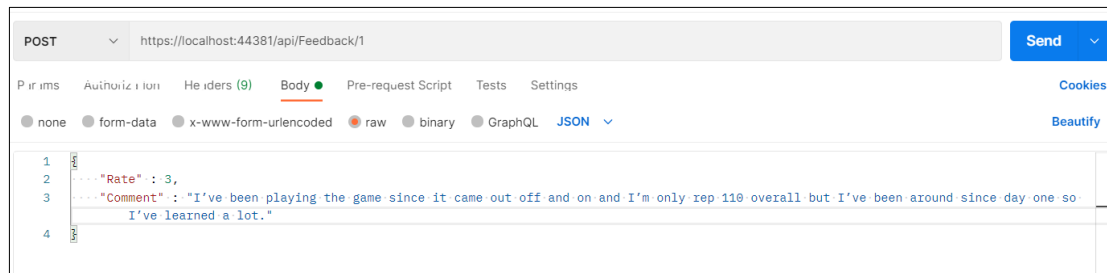 POST https://localhost:44381/api/Feedback/1 Send
Body Pre-request Script Tests Settings Cookies
(9)
none form-data x-www-form-urlencoded raw binary GraphQL JSON Beautify
1 {
2 "Rate" : 3,
3 "Comment" : "I've been playing the game since it came out off and on and I'm only rep 110 overall but I've been around since day one so
I've learned a lot."
4 }